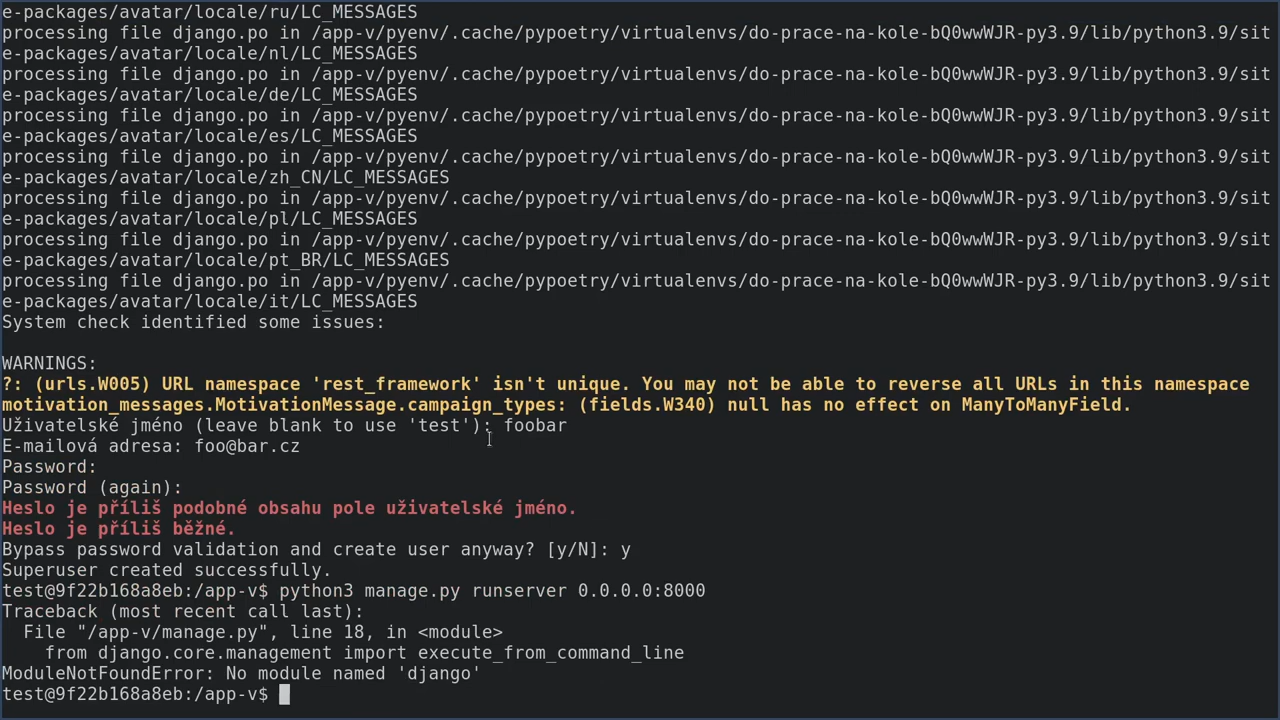 e-packages/avatar/locale/ru/LC_MESSAGES
processing file django.po in /app-v/pyenv/.cache/pypoetry/virtualenvs/do-prace-na-kole-bQ0wwWJR-py3.9/lib/python3.9/sit
e-packages/avatar/locale/nl/LC_MESSAGES
processing file django.po in /app-v/pyenv/.cache/pypoetry/virtualenvs/do-prace-na-kole-bQ0wwWJR-py3.9/lib/python3.9/sit
e-packages/avatar/locale/de/LC_MESSAGES
processing file django.po in /app-v/pyenv/.cache/pypoetry/virtualenvs/do-prace-na-kole-bQ0wwWJR-py3.9/lib/python3.9/sit
e-packages/avatar/locale/es/LC_MESSAGES
processing file django.po in /app-v/pyenv/.cache/pypoetry/virtualenvs/do-prace-na-kole-bQ0wwWJR-py3.9/lib/python3.9/sit
e-packages/avatar/locale/zh_CN/LC_MESSAGES
processing file django.po in /app-v/pyenv/.cache/pypoetry/virtualenvs/do-prace-na-kole-bQ0wwWJR-py3.9/lib/python3.9/sit
e-packages/avatar/locale/pl/LC_MESSAGES
processing file django.po in /app-v/pyenv/.cache/pypoetry/virtualenvs/do-prace-na-kole-bQ0wwWJR-py3.9/lib/python3.9/sit
e-packages/avatar/locale/pt_BR/LC_MESSAGES
processing file django.po in /app-v/pyenv/.cache/pypoetry/virtualenvs/do-prace-na-kole-bQ0wwWJR-py3.9/lib/python3.9/sit
e-packages/avatar/locale/it/LC_MESSAGES
System check identified some issues:
WARNINGS:
?: (urls.W005) URL namespace 'rest_framework' isn't unique. You may not be able to reverse all URLs in this namespace
motivation_messages.MotivationMessage.campaign_types: (fields.W340) null has no effect on ManyToManyField.
Uživatelské jméno (leave blank to use 'test'): foobar
E-mailová adresa: foo@bar.cz
Password:
Password (again):
Heslo je příliš podobné obsahu pole uživatelské jméno.
Heslo je příliš běžné.
Bypass password validation and create user anyway? [y/N]: y
Superuser created successfully.
test@9f22b168a8eb:/app-v$ python3 manage.py runserver 0.0.0.0:8000
Traceback (most recent call last):
File "/app-v/manage.py", line 18, in <module>
from django.core.management import execute_from_command_line
ModuleNotFoundError: No module named 'django'
test@9f22b168a8eb:/app-v$